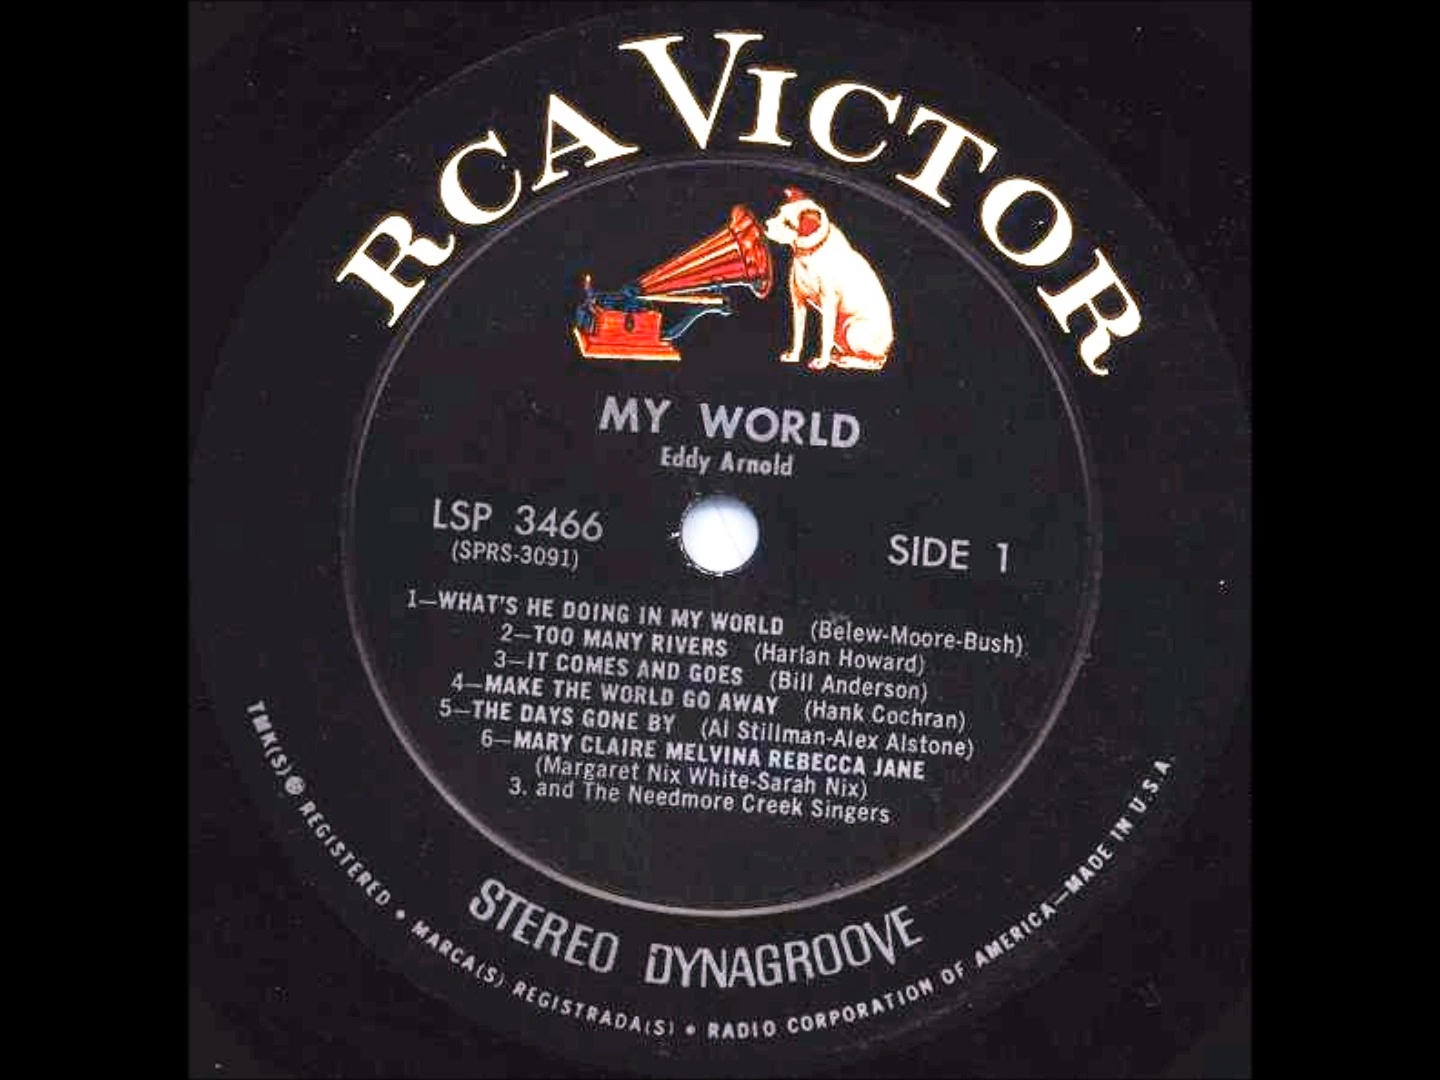 RCA VICTOR
MY WORLD
Eddy Arnold
LSP 3466
(SPRS-3091)
SIDE 1
1—WHAT'S HE DOING IN MY WORLD (Belew-Moore-Bush)
2—TOO MANY RIVERS (Harlan Howard)
3—IT COMES AND GOES (Bill Anderson)
4—MAKE THE WORLD GO AWAY (Hank Cochran)
5—THE DAYS GONE BY (Al Stillman-Alex Alstone)
6—MARY CLAIRE MELVINA REBECCA JANE
(Margaret Nix White-Sarah Nix)
3. and The Needmore Creek Singers
STEREO DYNAGROOVE
TMK(S) ® REGISTERED • MARCA(S) REGISTRADA(S) • RADIO CORPORATION OF AMERICA—MADE IN U.S.A.